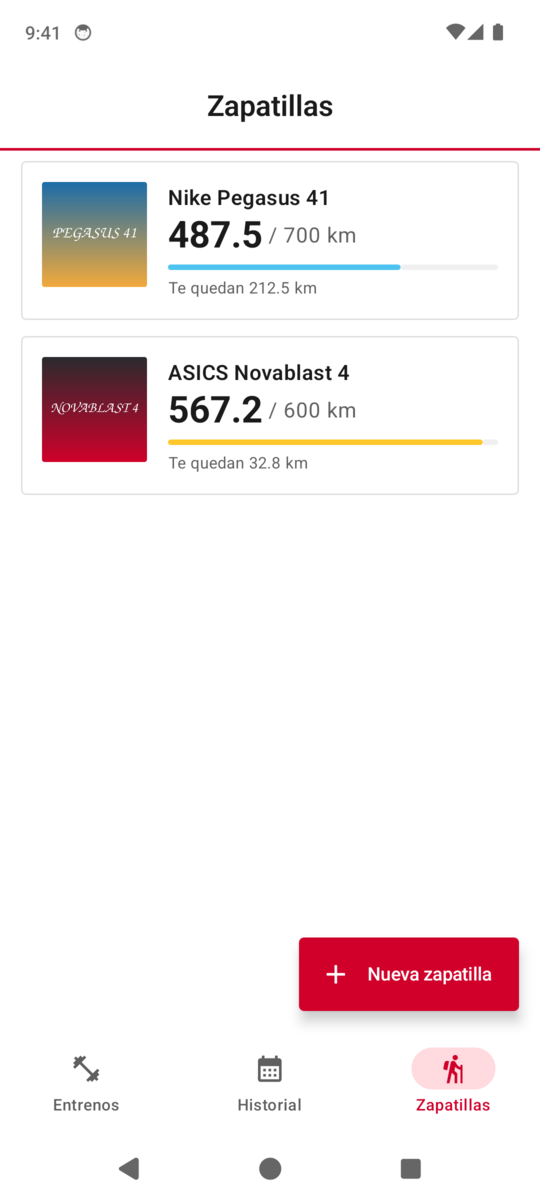 9:41
Zapatillas
PEGASUS 41
Nike Pegasus 41
487.5 / 700 km
Te quedan 212.5 km
NOVABLAST 4
ASICS Novablast 4
567.2 / 600 km
Te quedan 32.8 km
Nueva zapatilla
Entrenos
Historial
Zapatillas